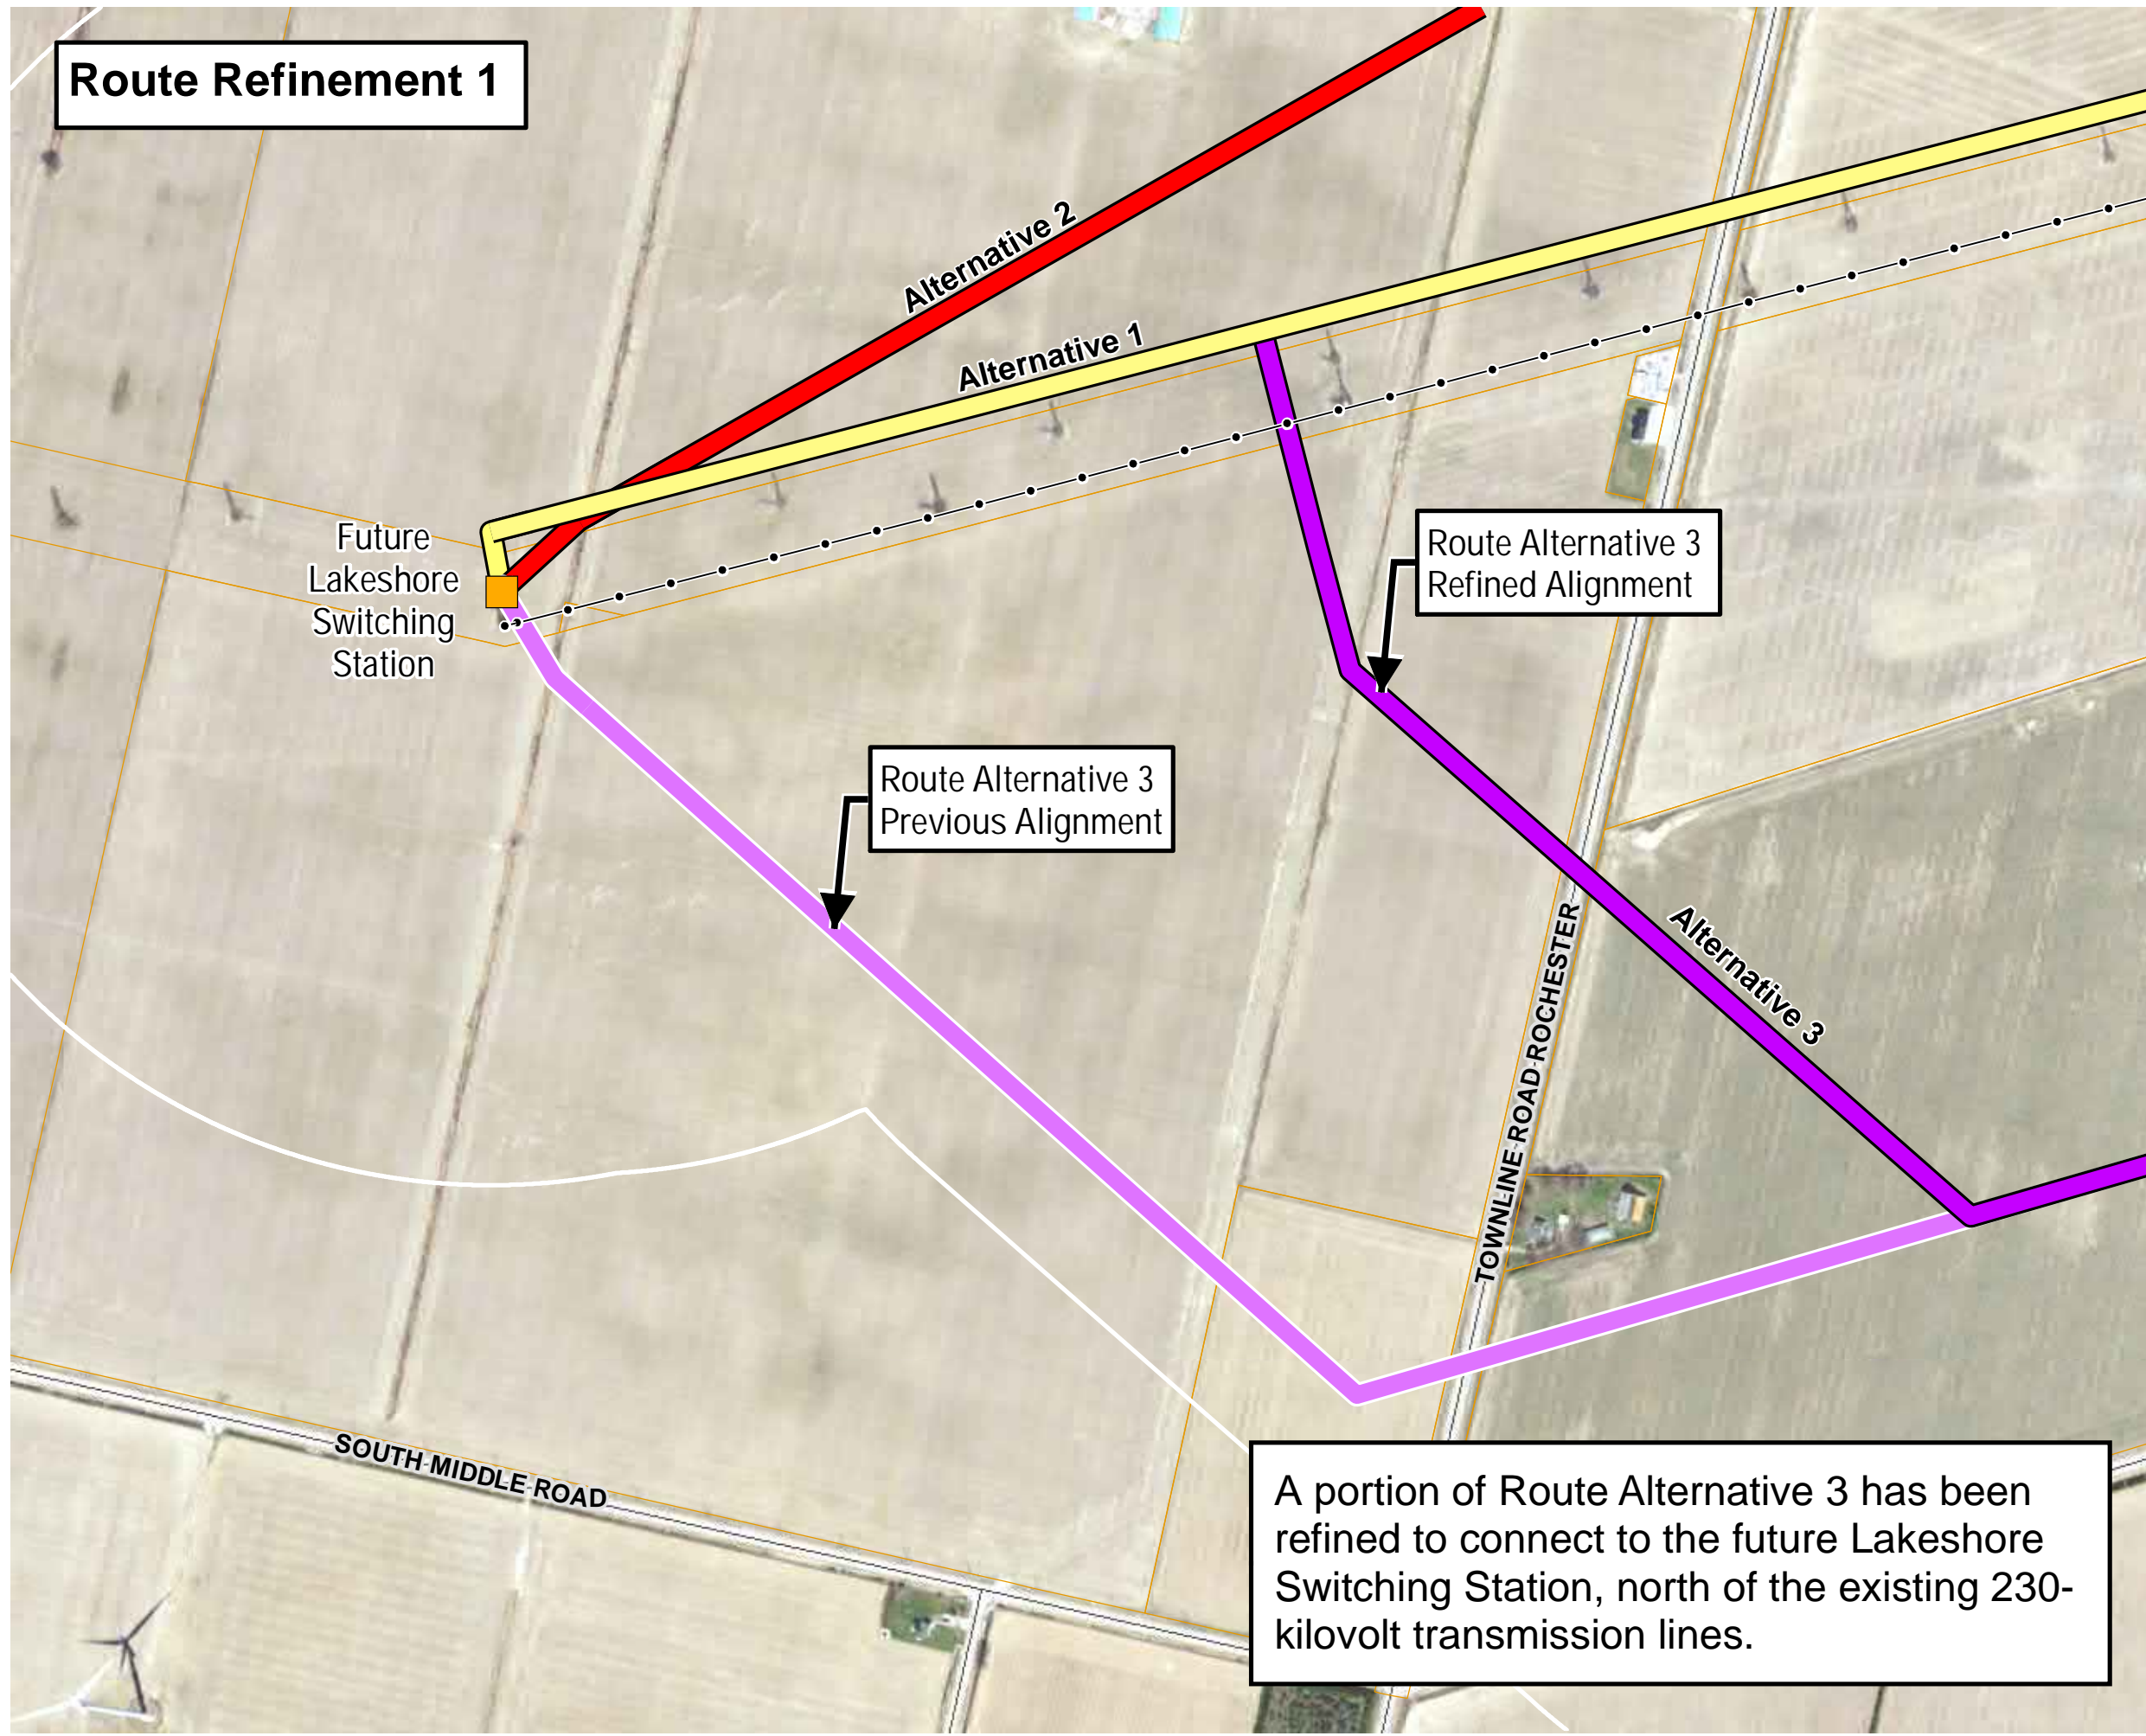 Route Refinement 1
Alternative 2
Alternative 1
Future
Lakeshore
Switching
Station
Route Alternative 3
Refined Alignment
Route Alternative 3
Previous Alignment
Alternative 3
TOWNLINE ROAD ROCHESTER
SOUTH MIDDLE ROAD
A portion of Route Alternative 3 has been
refined to connect to the future Lakeshore
Switching Station, north of the existing 230-
kilovolt transmission lines.